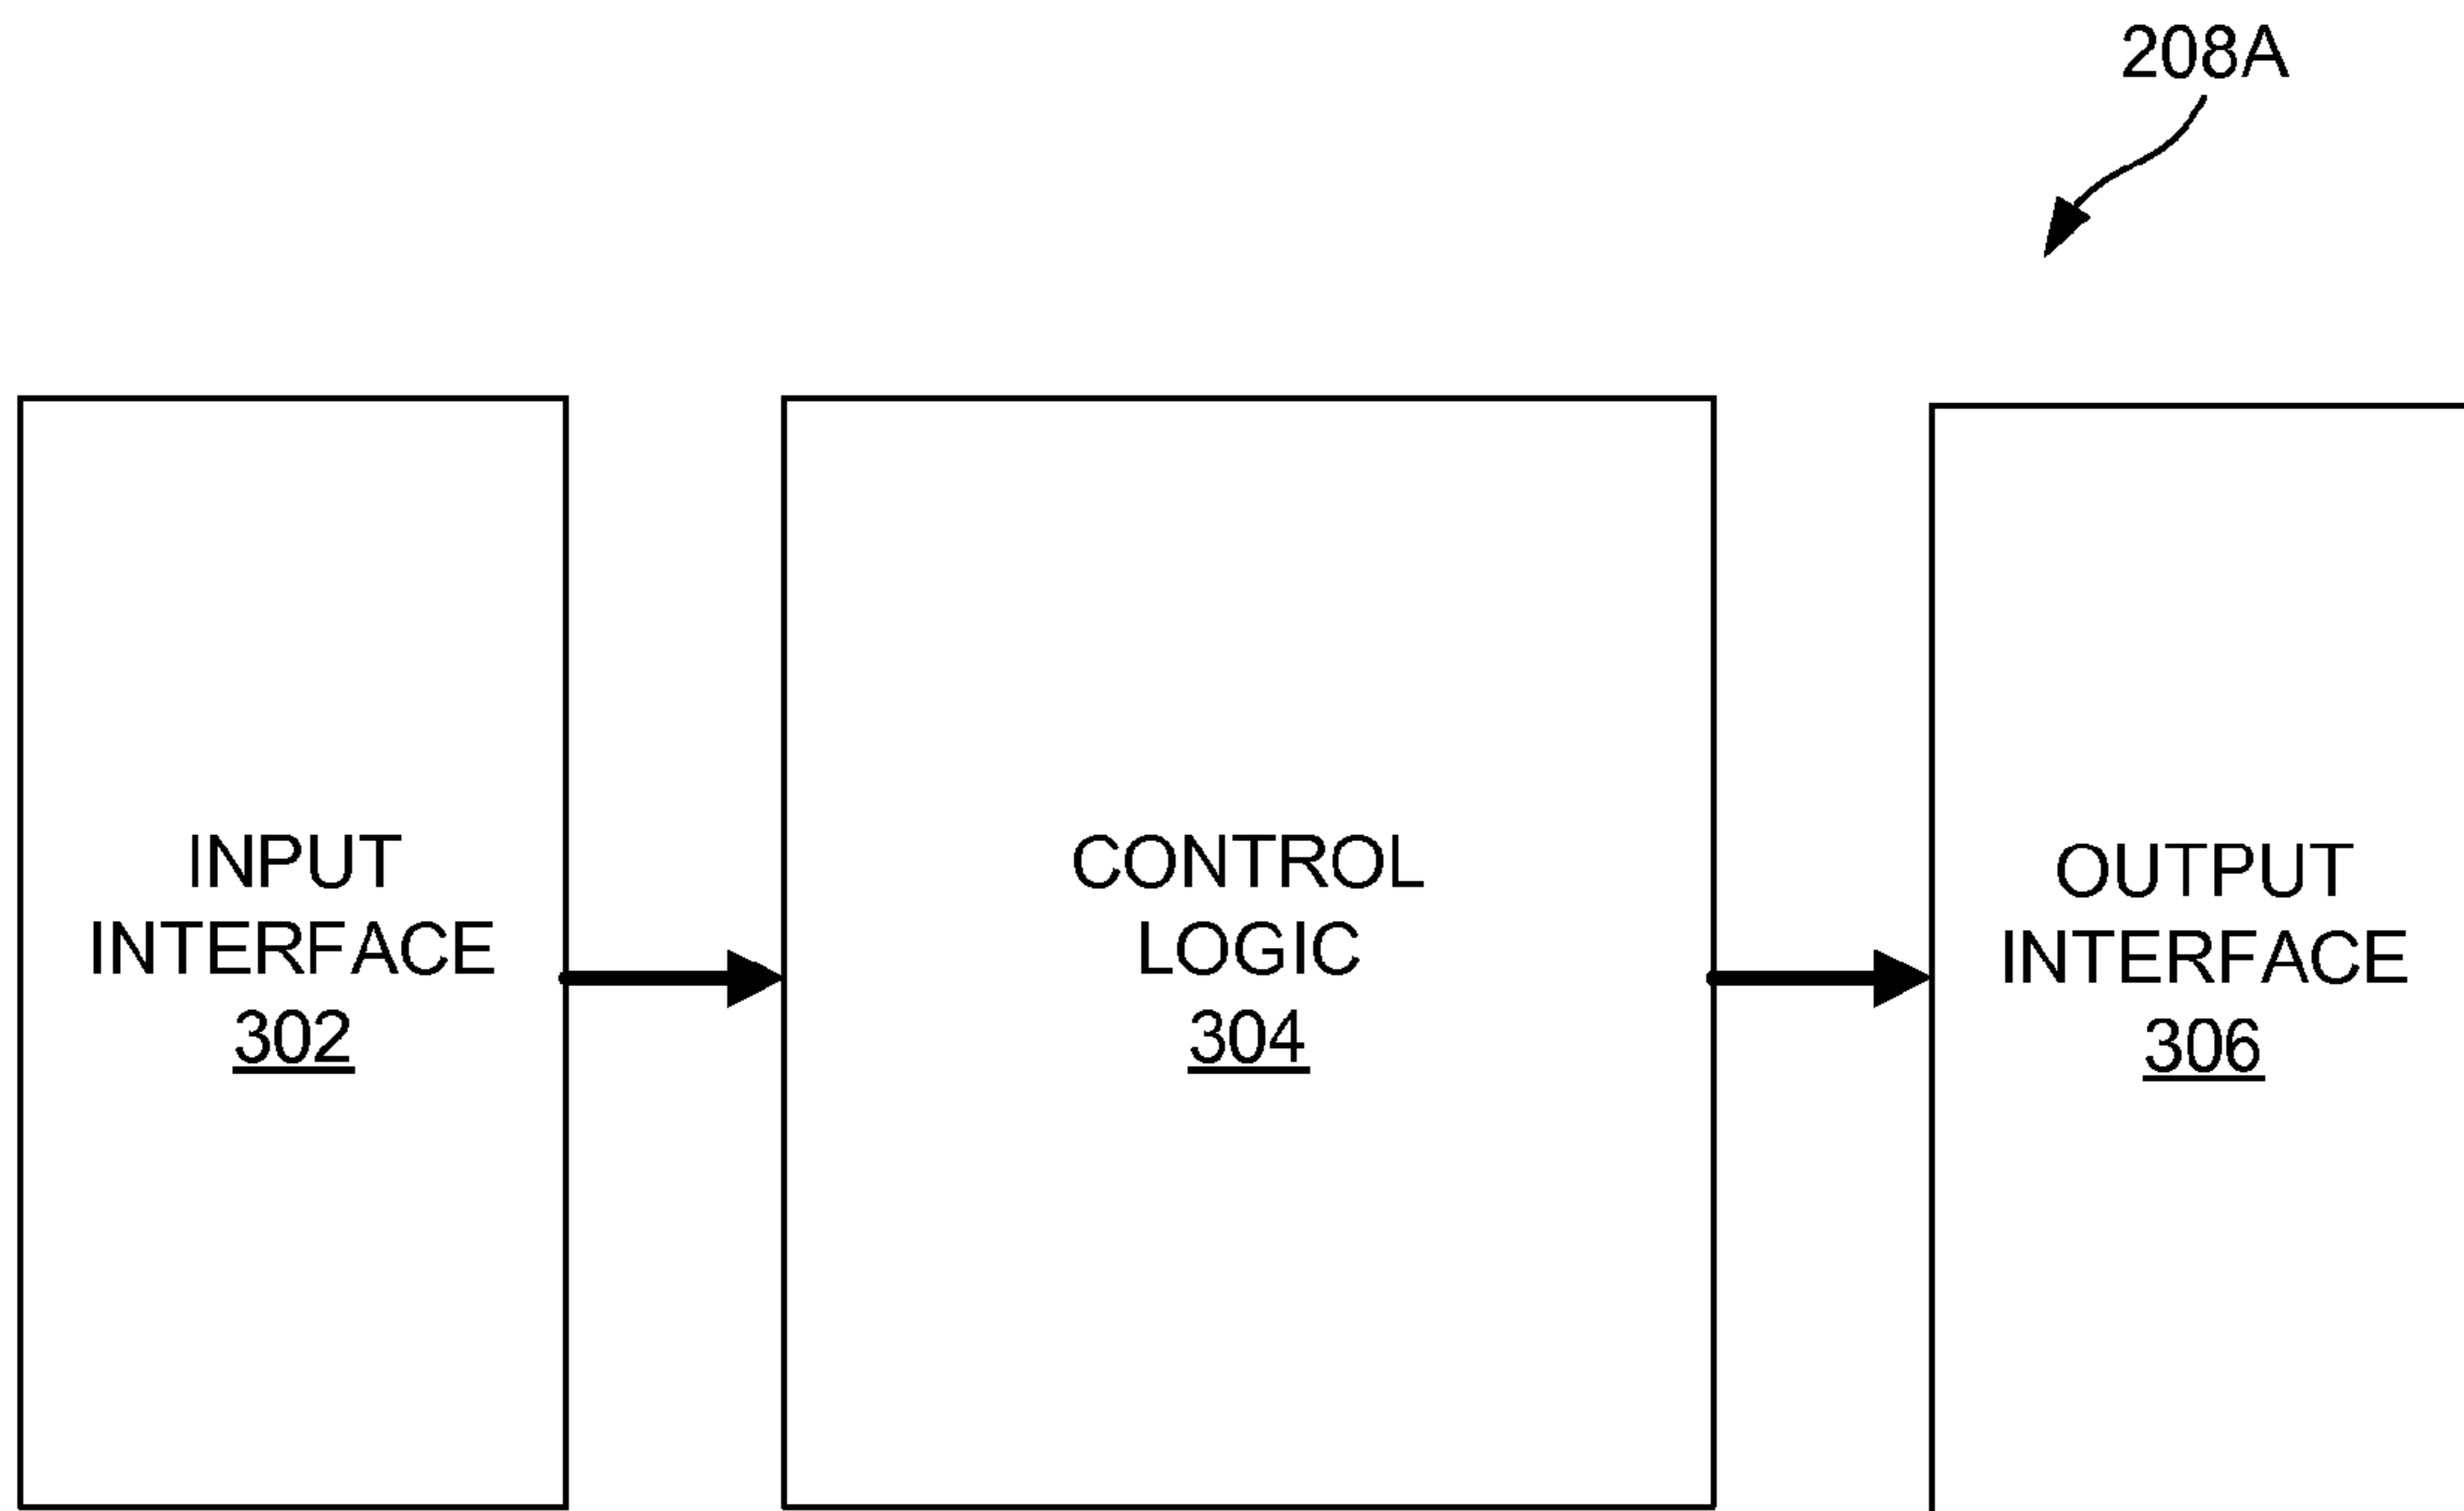 208A
INPUT
INTERFACE
302
CONTROL
LOGIC
304
OUTPUT
INTERFACE
306